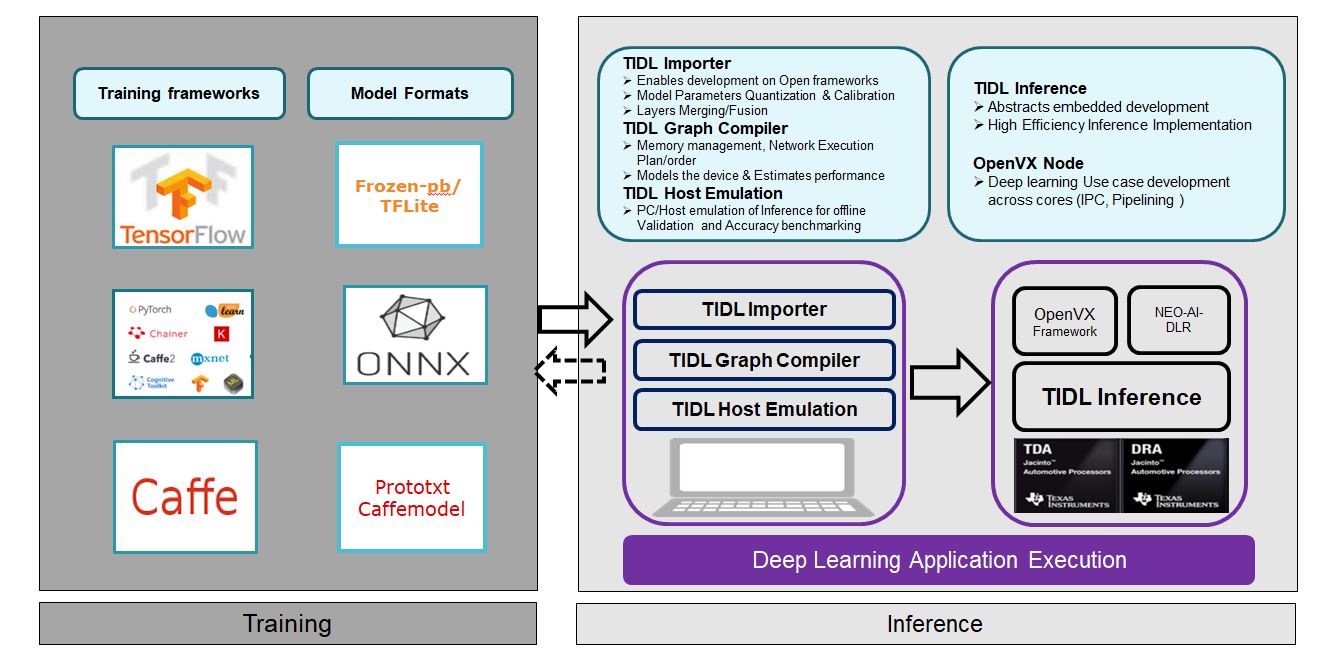 Training frameworks
Model Formats
TensorFlow
Frozen-pb/
TFLite
PyTorch
learn
Chainer
K
Caffe2
mxnet
Cognitive
Toolkit
ONNX
Caffe
Prototxt
Caffemodel
Training
TIDL Importer
➢ Enables development on Open frameworks
➢ Model Parameters Quantization & Calibration
➢ Layers Merging/Fusion
TIDL Graph Compiler
➢ Memory management, Network Execution
Plan/order
➢ Models the device & Estimates performance
TIDL Host Emulation
➢ PC/Host emulation of Inference for offline
Validation and Accuracy benchmarking
TIDL Inference
➢ Abstracts embedded development
➢ High Efficiency Inference Implementation
OpenVX Node
➢ Deep learning Use case development
across cores (IPC, Pipelining )
TIDL Importer
TIDL Graph Compiler
TIDL Host Emulation
OpenVX
Framework
NEO-AI-
DLR
TIDL Inference
TDA
Jacinto™
Automotive Processors
TEXAS
INSTRUMENTS
DRA
Jacinto™
Automotive Processors
TEXAS
INSTRUMENTS
Deep Learning Application Execution
Inference